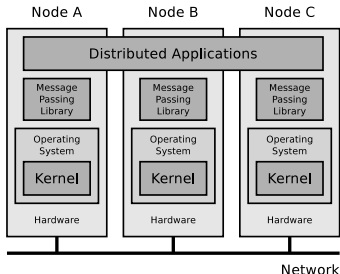 Node A
Node B
Node C
Distributed Applications
Message
Passing
Library
Message
Passing
Library
Message
Passing
Library
Operating
System
Operating
System
Operating
System
Kernel
Kernel
Kernel
Hardware
Hardware
Hardware
Network